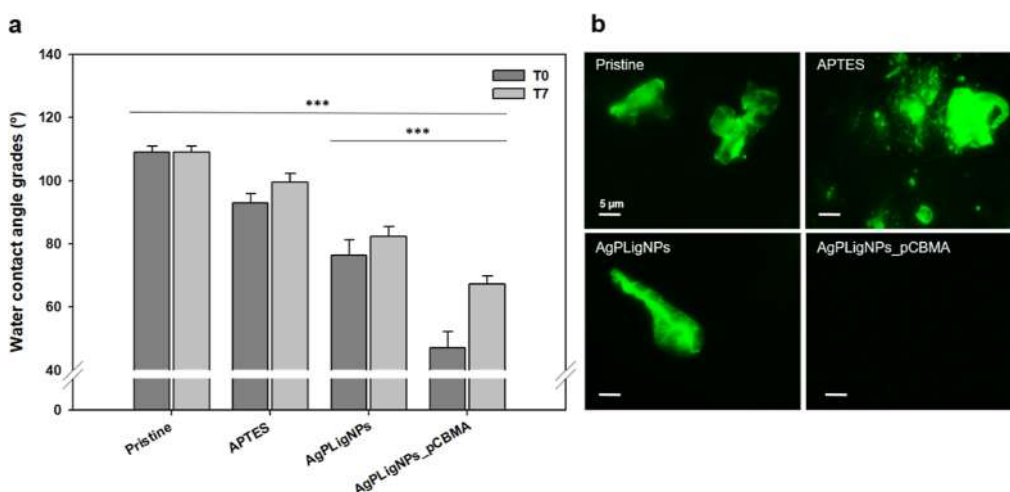 a
b
140
120
100
80
60
40
0
Water contact angle grades (º)
T0
T7
***
***
Pristine
APTES
AgPLigNPs
AgPLigNPs_pCBMA
Pristine
5 µm
APTES
AgPLigNPs
AgPLigNPs_pCBMA